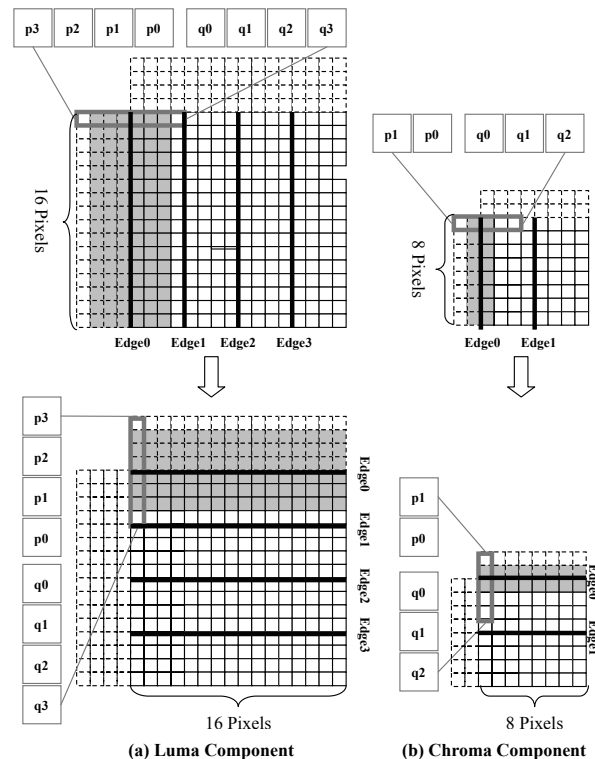 p3 p2 p1 p0 q0 q1 q2 q3
p1 p0 q0 q1 q2
16 Pixels
8 Pixels
Edge0 Edge1 Edge2 Edge3
Edge0 Edge1
p3
p2
p1
p0
q0
q1
q2
q3
Edge0
Edge1
Edge2
Edge3
16 Pixels
p1
p0
q0
q1
q2
Edge0
Edge1
8 Pixels
(a) Luma Component
(b) Chroma Component